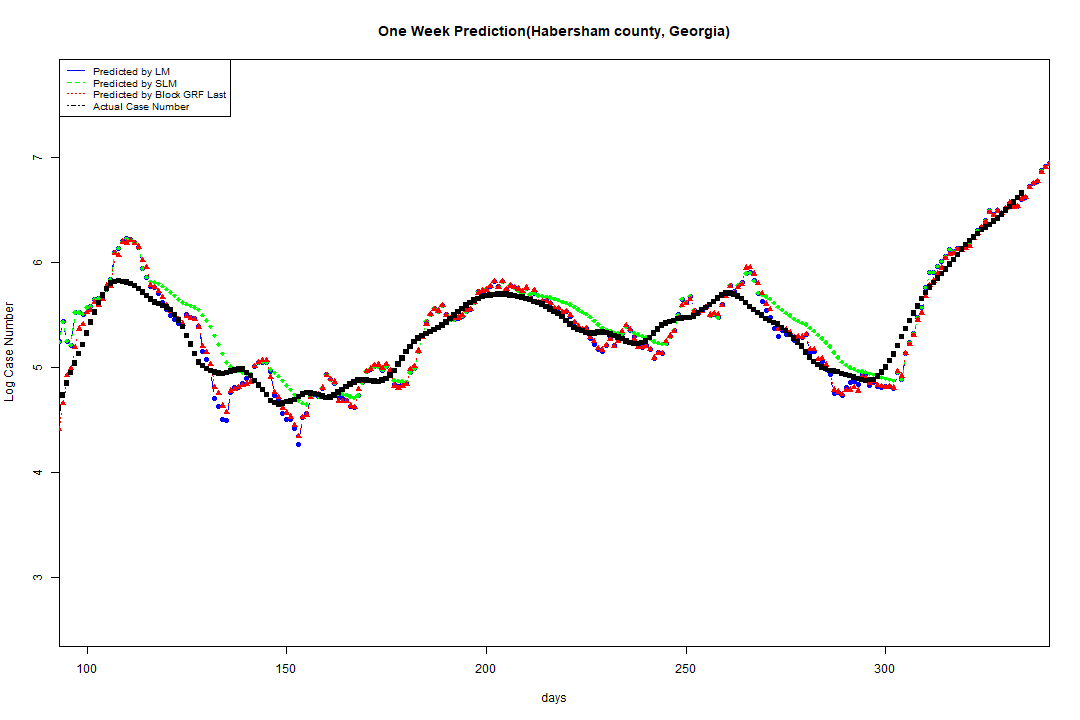 One Week Prediction(Habersham county, Georgia)
Predicted by LM
Predicted by SLM
Predicted by Block GRF Last
Actual Case Number
Log Case Number
7
6
5
4
3
100 150 200 250 300
days